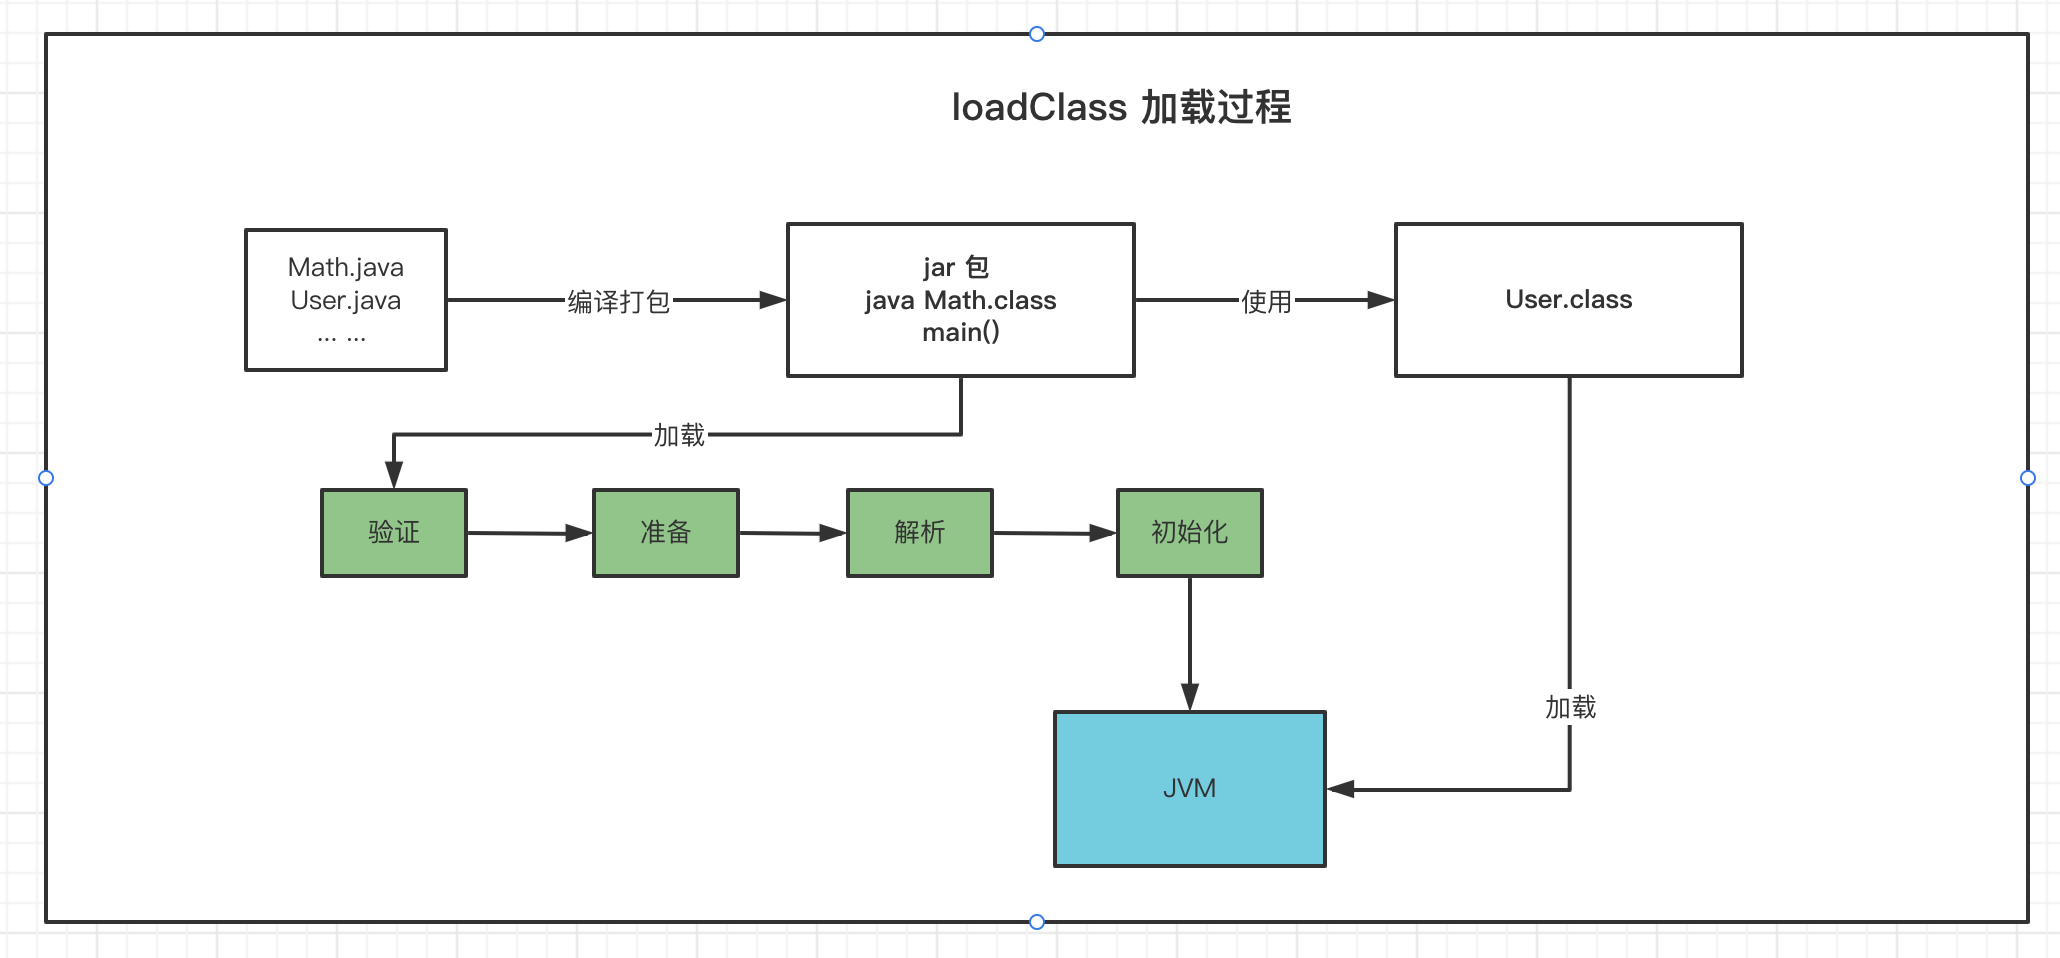 loadClass 加载过程
Math.java
User.java
... ...
编译打包
jar 包
java Math.class
main()
使用
User.class
加载
验证
准备
解析
初始化
加载
JVM